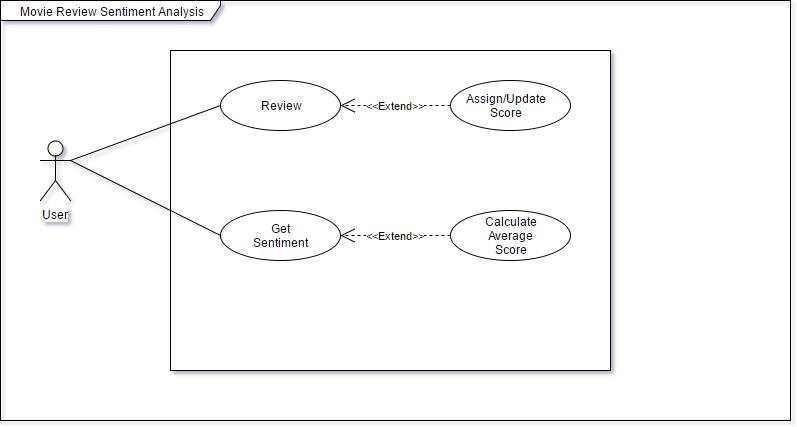 Movie Review Sentiment Analysis
Review
<<Extend>>
Assign/Update
Score
User
Get
Sentiment
<<Extend>>
Calculate
Average
Score